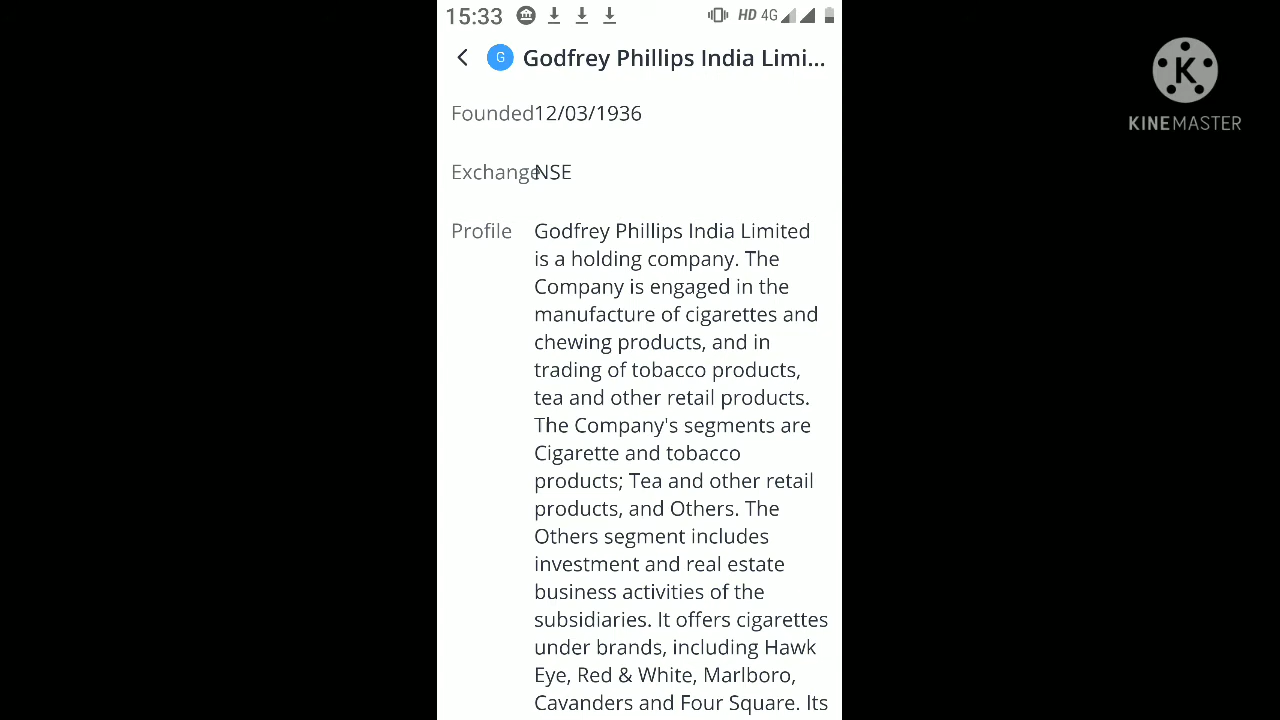 15:33 HD 4G
G Godfrey Phillips India Limi...
K
KINEMASTER
Founded 12/03/1936
Exchange NSE
Profile Godfrey Phillips India Limited
is a holding company. The
Company is engaged in the
manufacture of cigarettes and
chewing products, and in
trading of tobacco products,
tea and other retail products.
The Company's segments are
Cigarette and tobacco
products; Tea and other retail
products, and Others. The
Others segment includes
investment and real estate
business activities of the
subsidiaries. It offers cigarettes
under brands, including Hawk
Eye, Red & White, Marlboro,
Cavanders and Four Square. Its